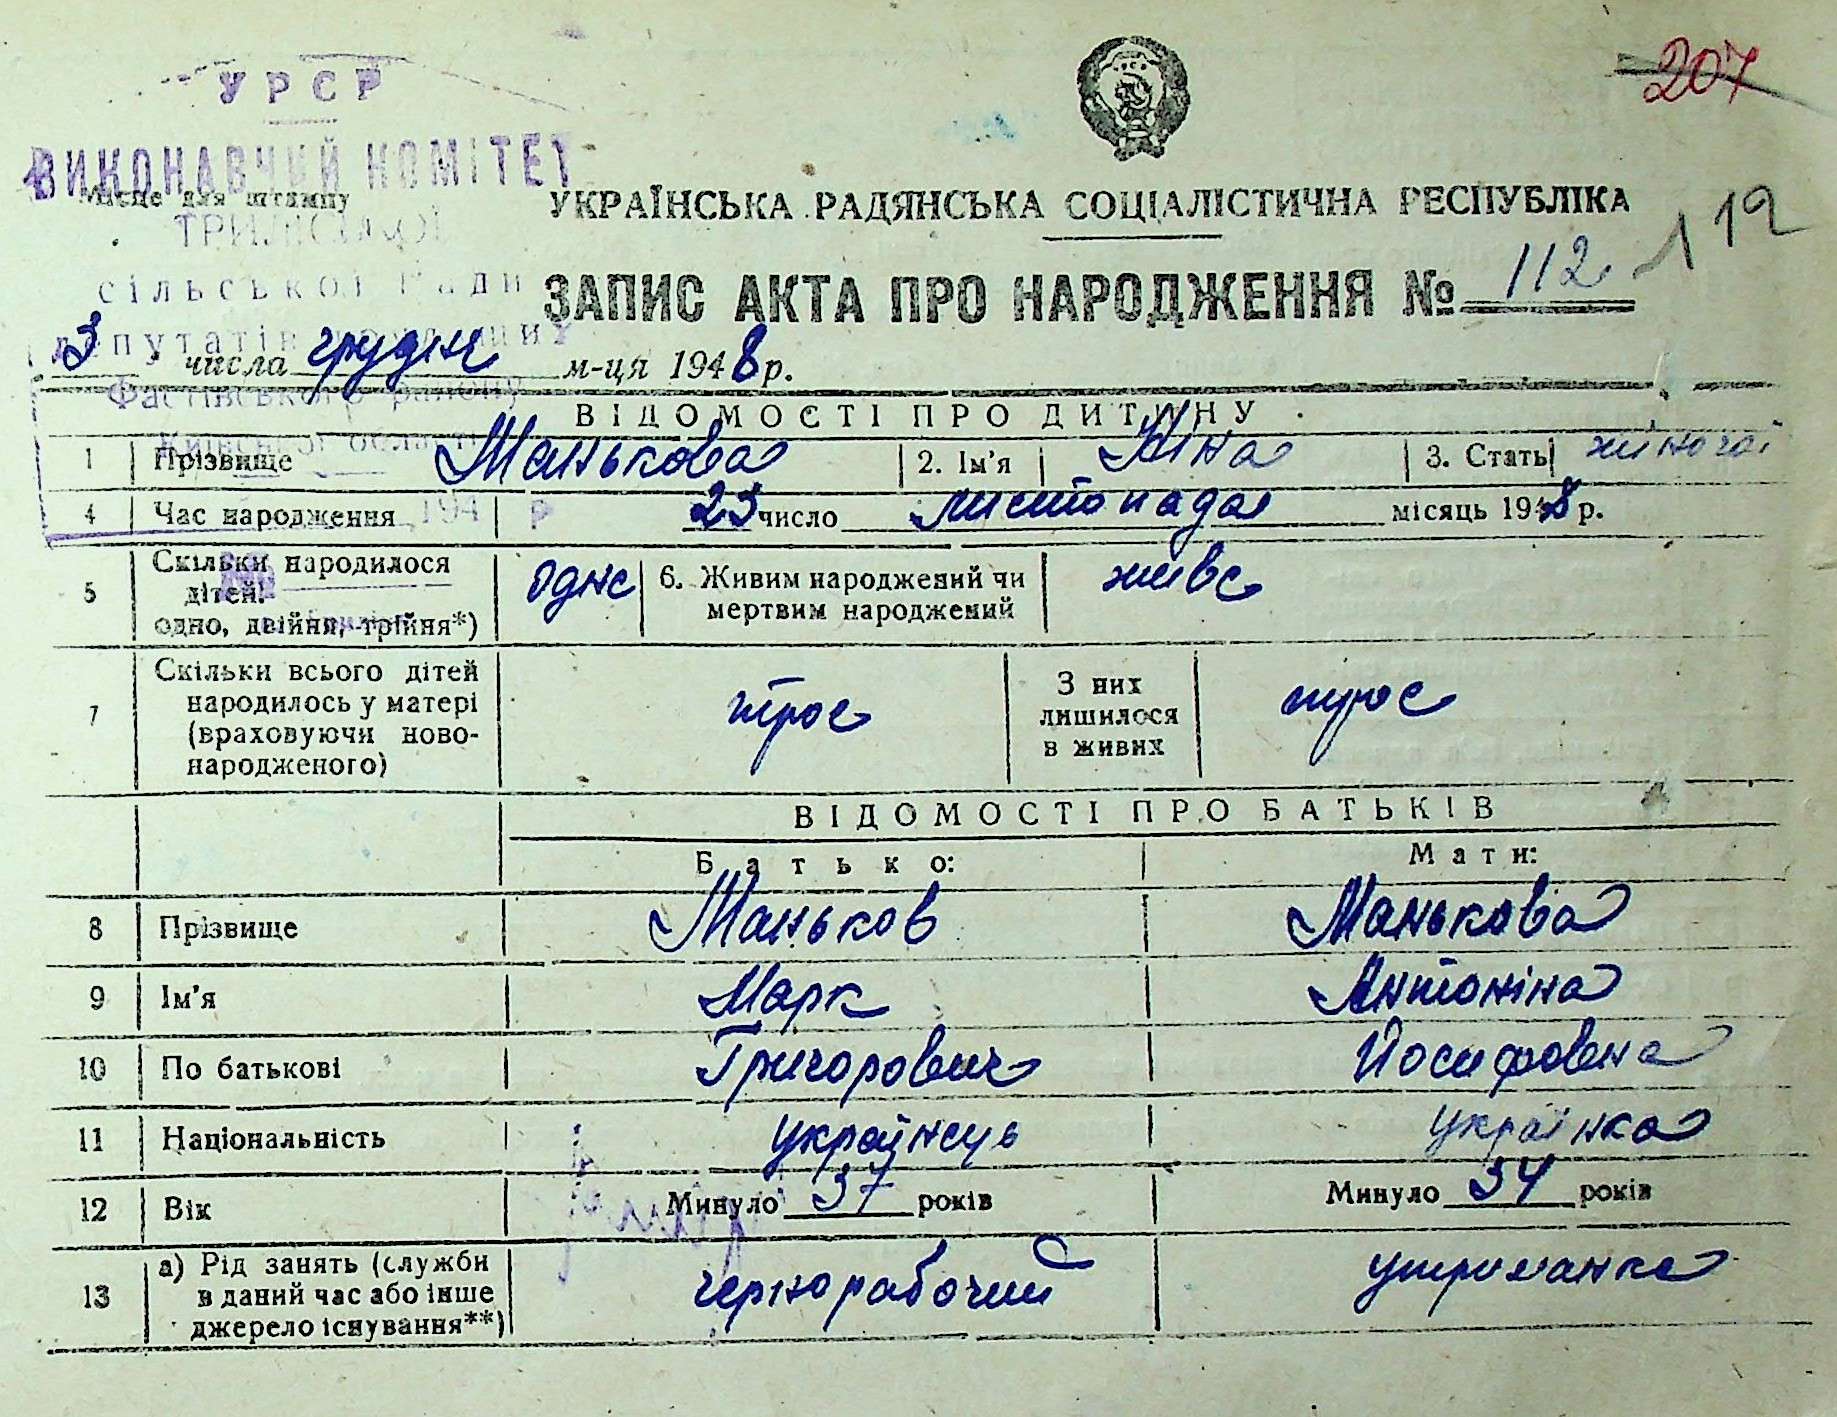 207
УРСР
ВИКОНАВЧИЙ КОМІТЕТ
Місце для штампу
сільської Ради
депутатів трудящих
Фастівського району
Київської області
194 р
УКРАЇНСЬКА РАДЯНСЬКА СОЦІАЛІСТИЧНА РЕСПУБЛІКА
112
ЗАПИС АКТА ПРО НАРОДЖЕННЯ № 112
3 числа грудня м-ця 1948 р.
ВІДОМОСТІ ПРО ДИТИНУ
1 Прізвище Манькова 2. Ім'я Ніна 3. Стать жіночаї
4 Час народження 23 число листопада місяць 1948 р.
5 Скільки народилося дітей: одно, двійня, трійня*) одне 6. Живим народжений чи мертвим народжений живе
7 Скільки всього дітей народилось у матері (враховуючи новонародженого) троє З них лишилося в живих троє
ВІДОМОСТІ ПРО БАТЬКІВ
Батько: Мати:
8 Прізвище Маньков Манькова
9 Ім'я Марк Антоніна
10 По батькові Григорович Йосифовна
11 Національність українець українка
12 Вік Минуло 37 років Минуло 34 років
13 а) Рід занять (служби в даний час або інше джерело існування**) чернорабочий утриманка